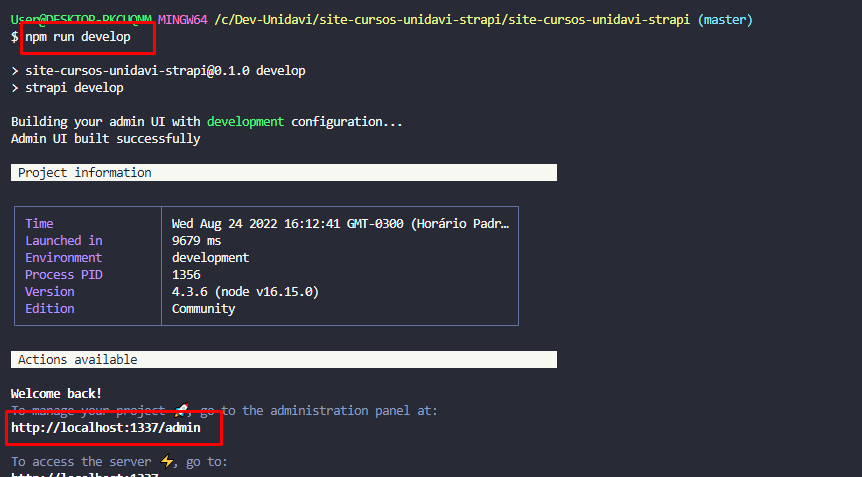 User@DESKTOP-PKCUQNM MINGW64 /c/Dev-Unidavi/site-cursos-unidavi-strapi/site-cursos-unidavi-strapi (master)
$ npm run develop
> site-cursos-unidavi-strapi@0.1.0 develop
> strapi develop
Building your admin UI with development configuration...
Admin UI built successfully
Project information
Time Wed Aug 24 2022 16:12:41 GMT-0300 (Horário Padr…
Launched in 9679 ms
Environment development
Process PID 1356
Version 4.3.6 (node v16.15.0)
Edition Community
Actions available
Welcome back!
To manage your project 🚀, go to the administration panel at:
http://localhost:1337/admin
To access the server ⚡, go to:
http://localhost:1337